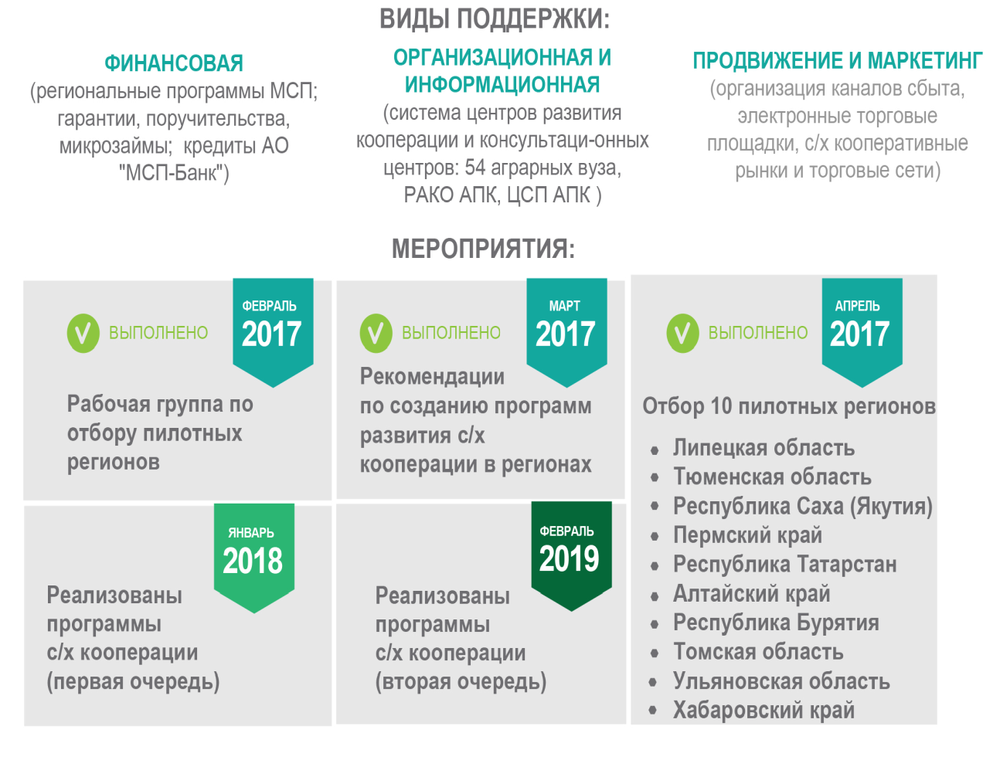 ВИДЫ ПОДДЕРЖКИ:
ФИНАНСОВАЯ
(региональные программы МСП;
гарантии, поручительства,
микрозаймы;  кредиты АО
"МСП-Банк")
ОРГАНИЗАЦИОННАЯ И
ИНФОРМАЦИОННАЯ
(система центров развития
кооперации и консультаци-онных
центров: 54 аграрных вуза,
РАКО АПК, ЦСП АПК )
ПРОДВИЖЕНИЕ И МАРКЕТИНГ
(организация каналов сбыта,
электронные торговые
площадки, с/х кооперативные
рынки и торговые сети)
МЕРОПРИЯТИЯ:
ВЫПОЛНЕНО
ФЕВРАЛЬ
2017
Рабочая группа по
отбору пилотных
регионов
ВЫПОЛНЕНО
МАРТ
2017
Рекомендации
по созданию программ
развития с/х
кооперации в регионах
ВЫПОЛНЕНО
АПРЕЛЬ
2017
Отбор 10 пилотных регионов
Липецкая область
Тюменская область
Республика Саха (Якутия)
Пермский край
Республика Татарстан
Алтайский край
Республика Бурятия
Томская область
Ульяновская область
Хабаровский край
ЯНВАРЬ
2018
Реализованы
программы
с/х кооперации
(первая очередь)
ФЕВРАЛЬ
2019
Реализованы
программы
с/х кооперации
(вторая очередь)